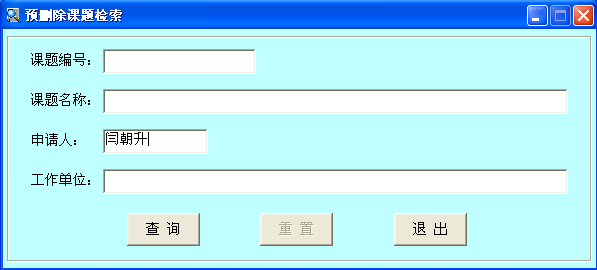 预删除课题检索
课题编号：
课题名称：
申请人： 闫朝升
工作单位：
查 询 重 置 退 出